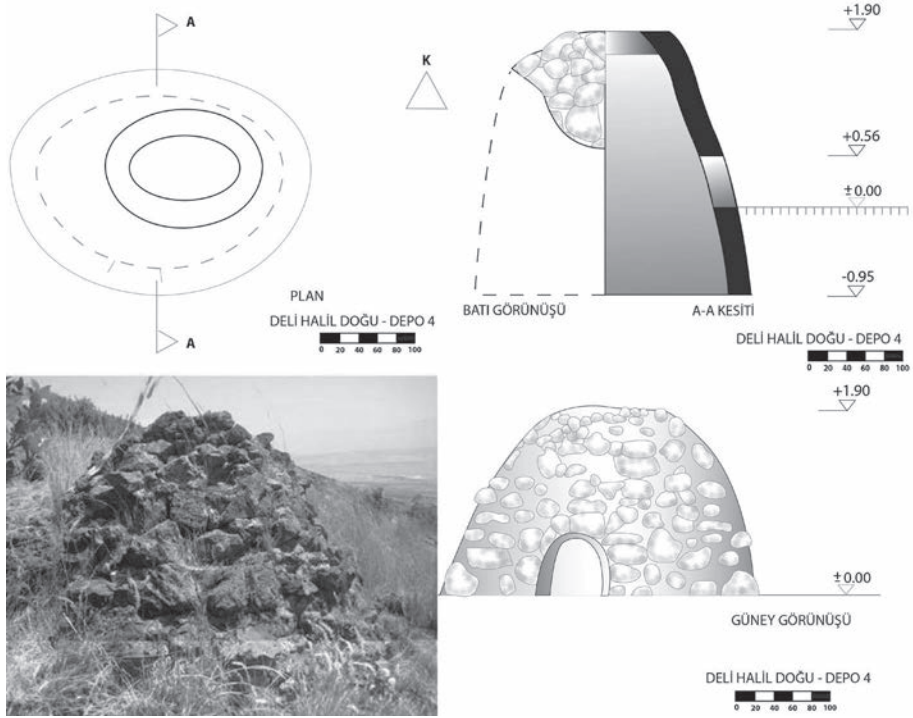 A
K
A
PLAN
DELİ HALİL DOĞU - DEPO 4
0 20 40 60 80 100
+1.90
+0.56
±0.00
-0.95
BATI GÖRÜNÜŞÜ
A-A KESİTİ
DELİ HALİL DOĞU - DEPO 4
0 10 20 40 60 80 100
+1.90
±0.00
GÜNEY GÖRÜNÜŞÜ
DELİ HALİL DOĞU - DEPO 4
0 20 40 60 80 100